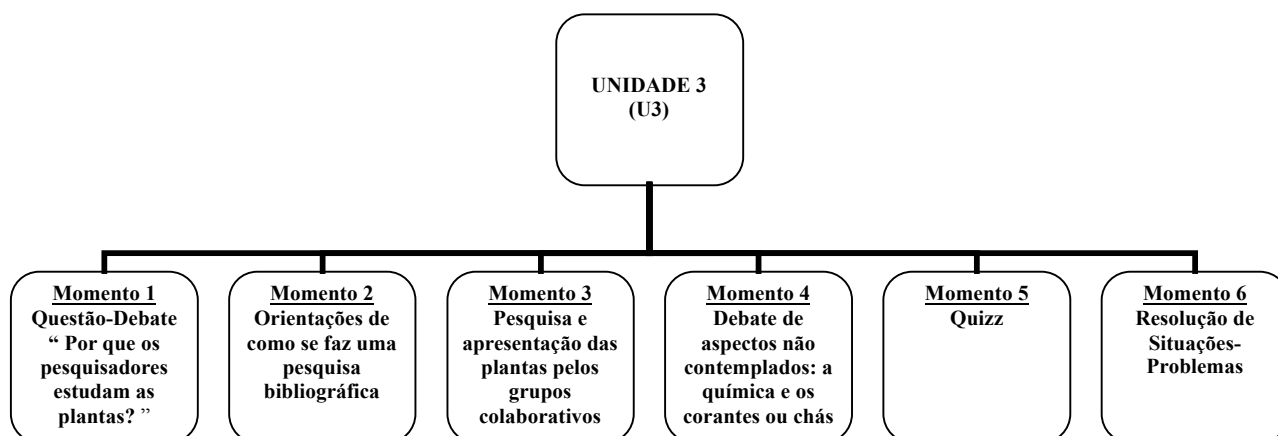 UNIDADE 3
(U3)
Momento 1
Questão-Debate
“ Por que os
pesquisadores
estudam as
plantas? ”
Momento 2
Orientações de
como se faz uma
pesquisa
bibliográfica
Momento 3
Pesquisa e
apresentação das
plantas pelos
grupos
colaborativos
Momento 4
Debate de
aspectos não
contemplados: a
química e os
corantes ou chás
Momento 5
Quizz
Momento 6
Resolução de
Situações-
Problemas